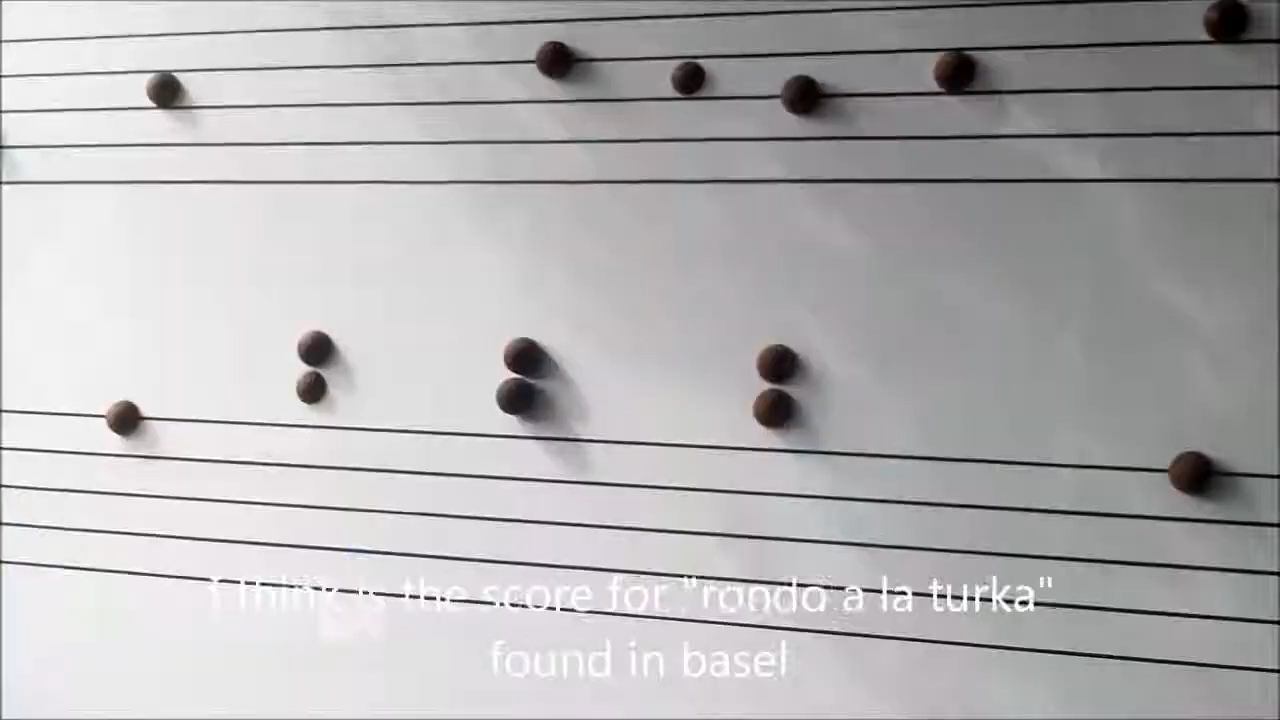 I think is the score for "rondo a la turka"
found in basel